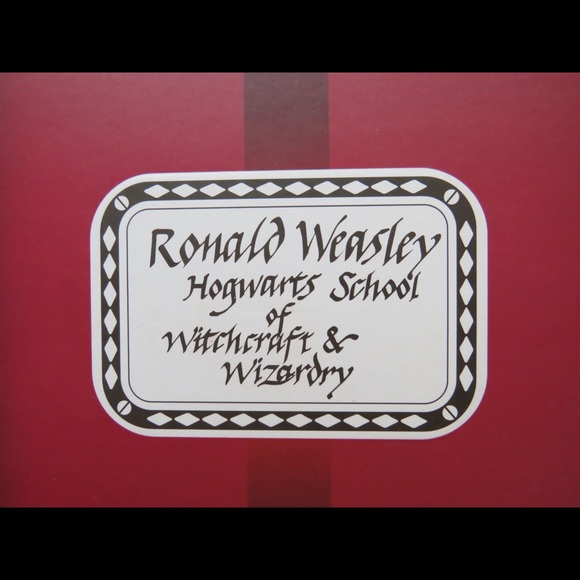 Ronald Weasley
Hogwarts School
of
Witchcraft &
Wizardry